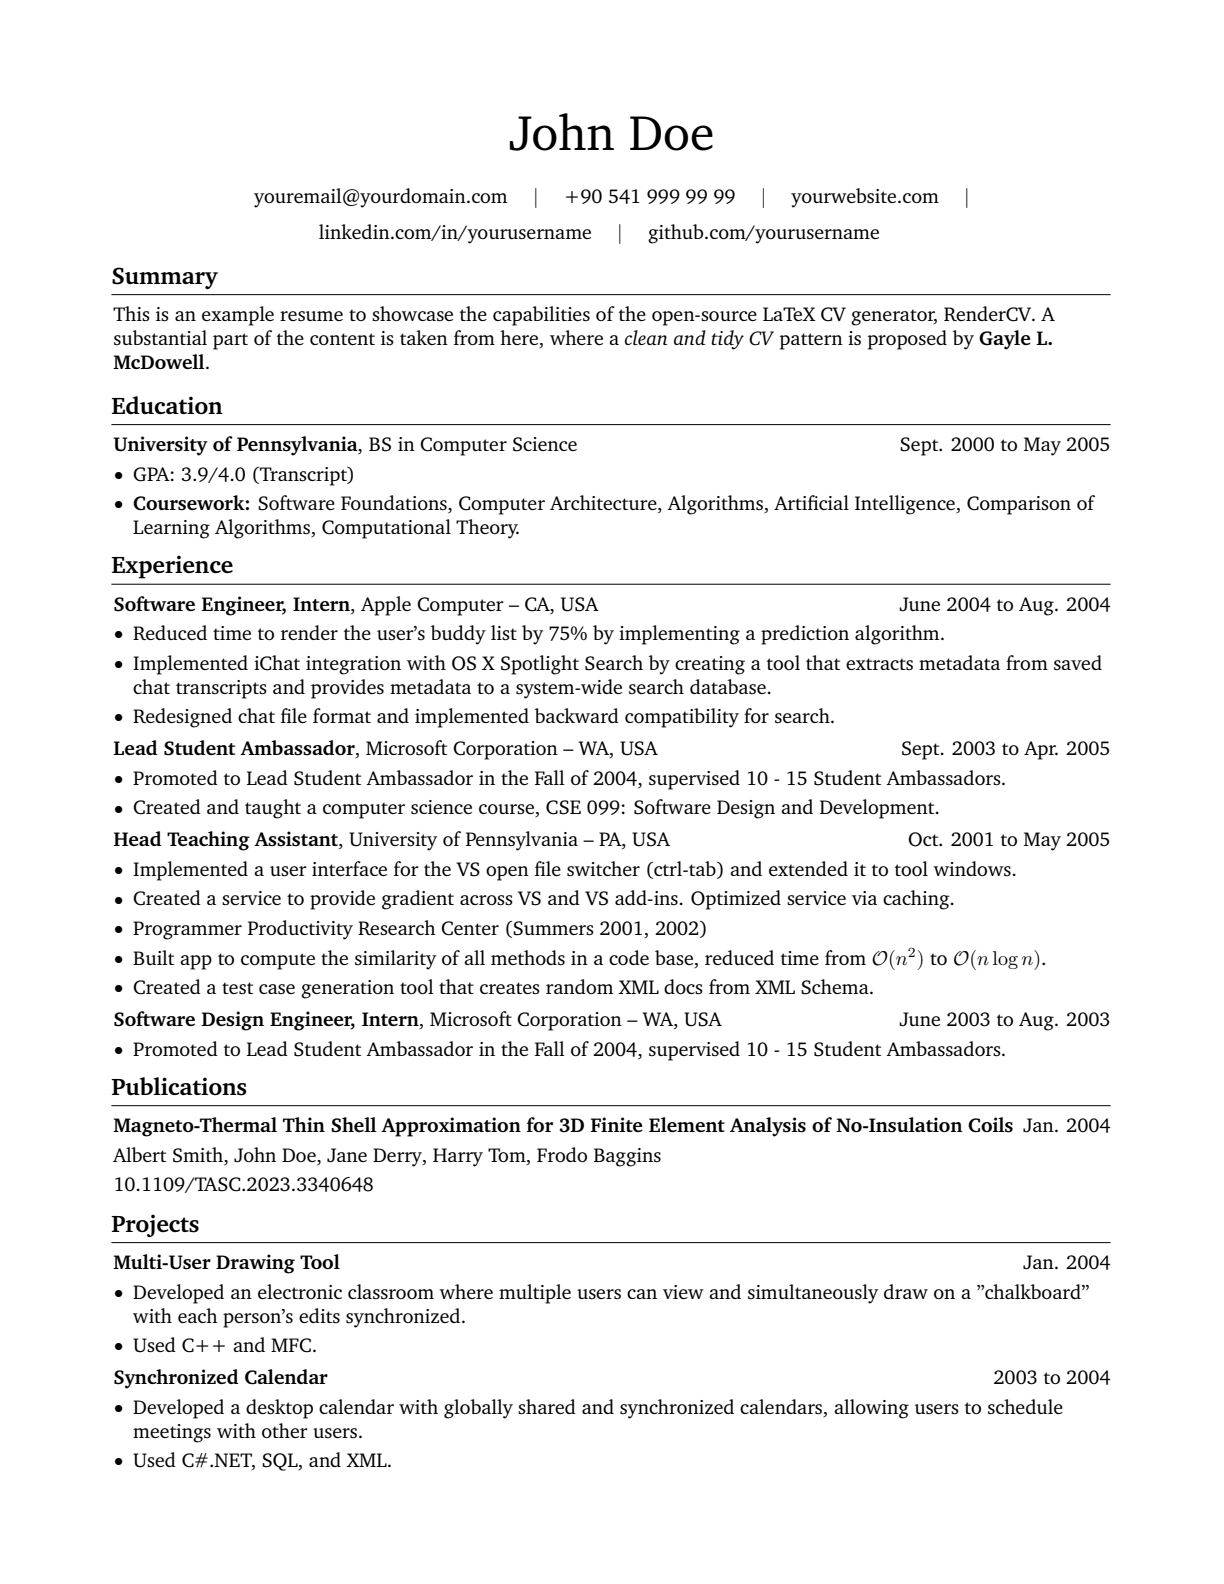 John Doe
youremail@yourdomain.com | +90 541 999 99 99 | yourwebsite.com |
linkedin.com/in/yourusername | github.com/yourusername
Summary
This is an example resume to showcase the capabilities of the open-source LaTeX CV generator, RenderCV. A
substantial part of the content is taken from here, where a clean and tidy CV pattern is proposed by Gayle L.
McDowell.
Education
University of Pennsylvania, BS in Computer Science Sept. 2000 to May 2005
• GPA: 3.9/4.0 (Transcript)
• Coursework: Software Foundations, Computer Architecture, Algorithms, Artificial Intelligence, Comparison of
Learning Algorithms, Computational Theory.
Experience
Software Engineer, Intern, Apple Computer – CA, USA June 2004 to Aug. 2004
• Reduced time to render the user’s buddy list by 75% by implementing a prediction algorithm.
• Implemented iChat integration with OS X Spotlight Search by creating a tool that extracts metadata from saved
chat transcripts and provides metadata to a system-wide search database.
• Redesigned chat file format and implemented backward compatibility for search.
Lead Student Ambassador, Microsoft Corporation – WA, USA Sept. 2003 to Apr. 2005
• Promoted to Lead Student Ambassador in the Fall of 2004, supervised 10 - 15 Student Ambassadors.
• Created and taught a computer science course, CSE 099: Software Design and Development.
Head Teaching Assistant, University of Pennsylvania – PA, USA Oct. 2001 to May 2005
• Implemented a user interface for the VS open file switcher (ctrl-tab) and extended it to tool windows.
• Created a service to provide gradient across VS and VS add-ins. Optimized service via caching.
• Programmer Productivity Research Center (Summers 2001, 2002)
• Built app to compute the similarity of all methods in a code base, reduced time from 𝒪(n²) to 𝒪(n log n).
• Created a test case generation tool that creates random XML docs from XML Schema.
Software Design Engineer, Intern, Microsoft Corporation – WA, USA June 2003 to Aug. 2003
• Promoted to Lead Student Ambassador in the Fall of 2004, supervised 10 - 15 Student Ambassadors.
Publications
Magneto-Thermal Thin Shell Approximation for 3D Finite Element Analysis of No-Insulation Coils Jan. 2004
Albert Smith, John Doe, Jane Derry, Harry Tom, Frodo Baggins
10.1109/TASC.2023.3340648
Projects
Multi-User Drawing Tool Jan. 2004
• Developed an electronic classroom where multiple users can view and simultaneously draw on a ”chalkboard”
with each person’s edits synchronized.
• Used C++ and MFC.
Synchronized Calendar 2003 to 2004
• Developed a desktop calendar with globally shared and synchronized calendars, allowing users to schedule
meetings with other users.
• Used C#.NET, SQL, and XML.